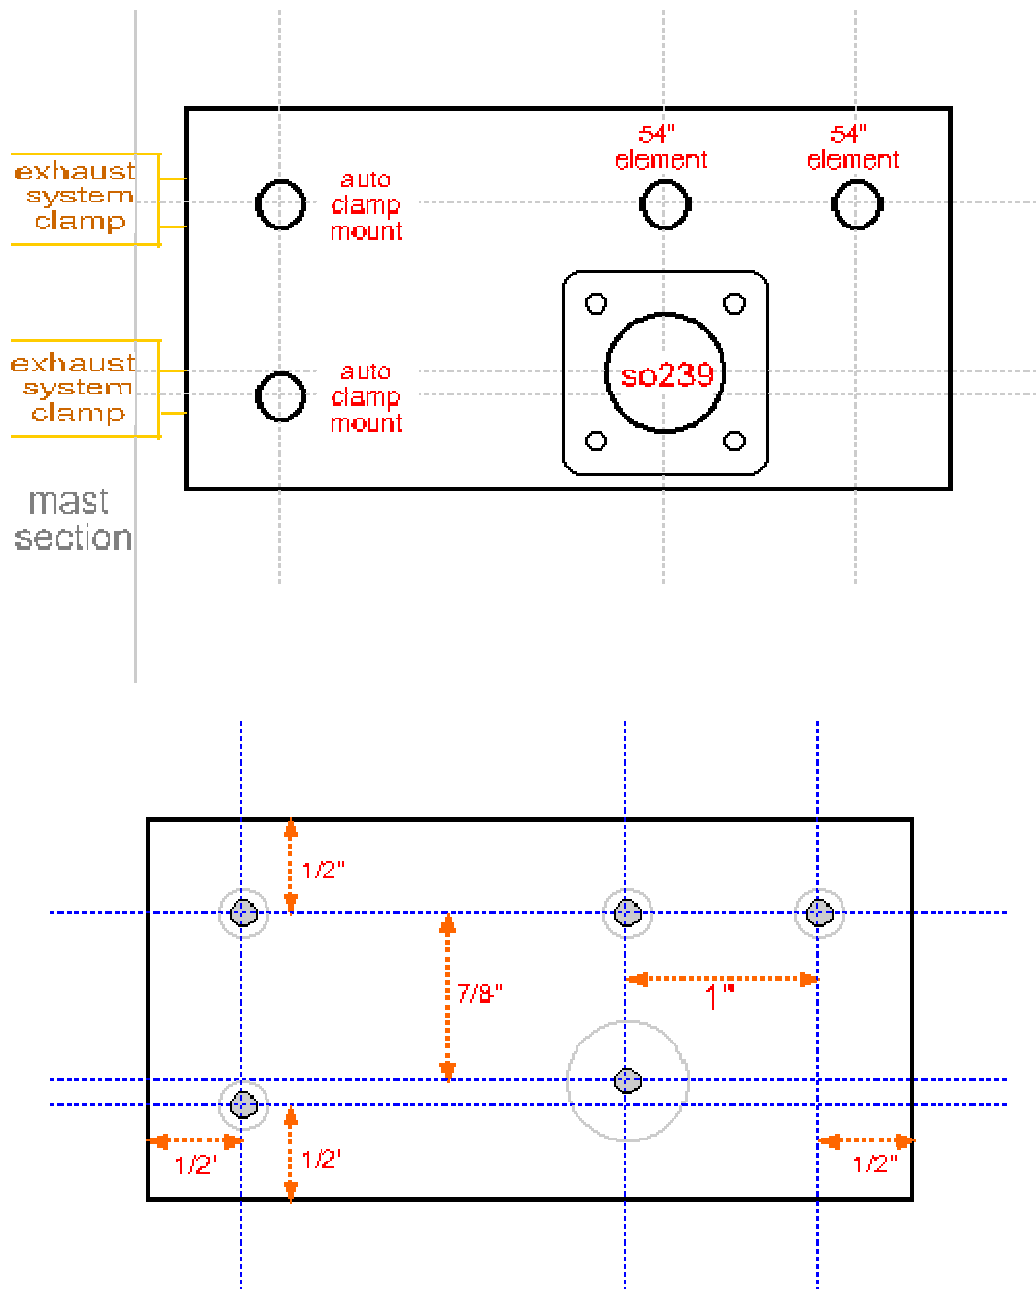 54"
element
54"
element
exhaust
system
clamp
auto
clamp
mount
exhaust
system
clamp
auto
clamp
mount
so239
mast
section
1/2"
7/8"
1"
1/2'
1/2'
1/2"